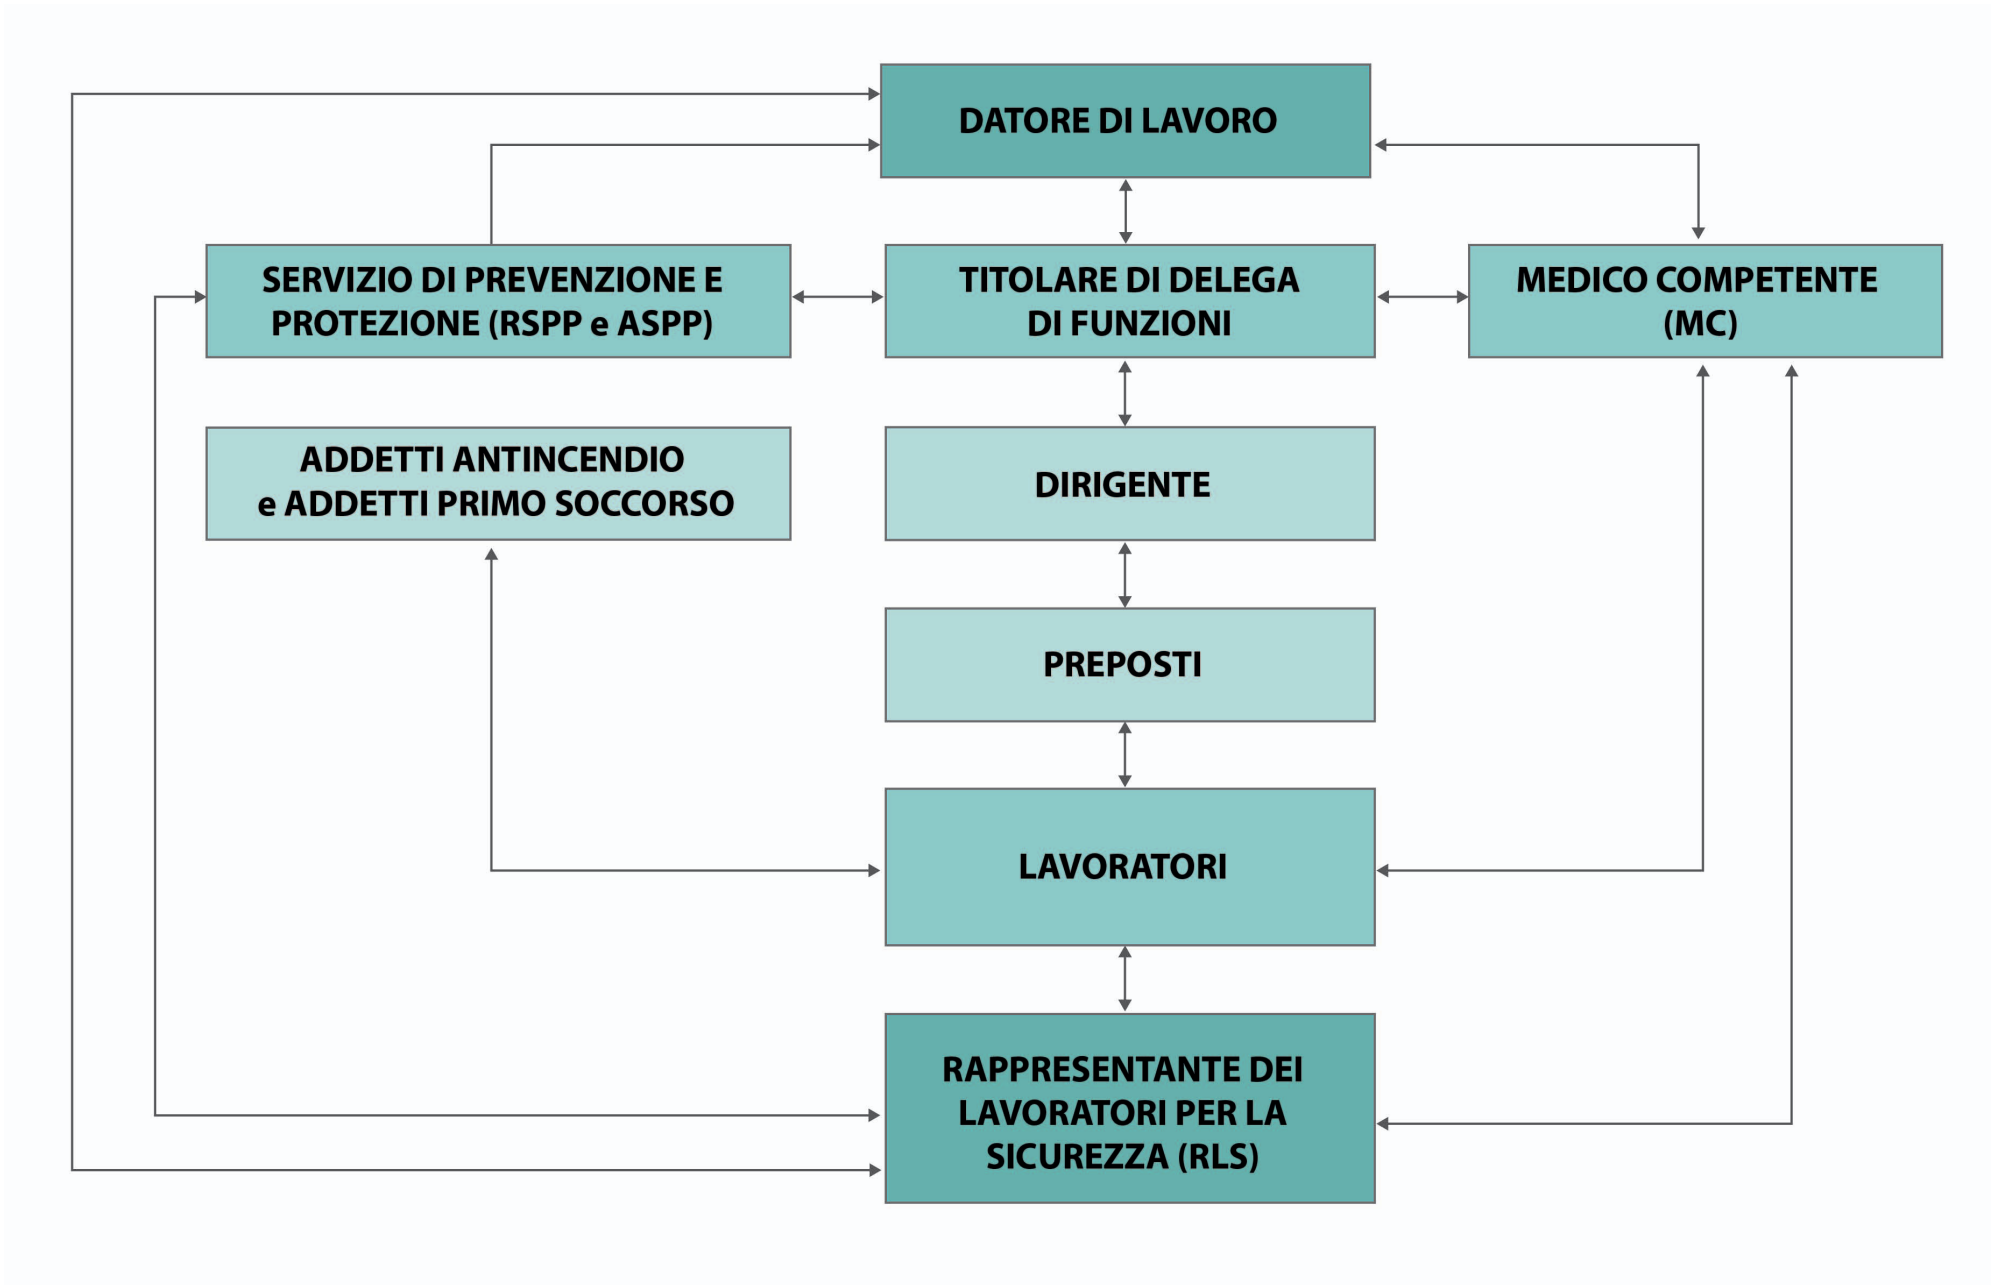 DATORE DI LAVORO
SERVIZIO DI PREVENZIONE E
PROTEZIONE (RSPP e ASPP)
TITOLARE DI DELEGA
DI FUNZIONI
MEDICO COMPETENTE
(MC)
ADDETTI ANTINCENDIO
e ADDETTI PRIMO SOCCORSO
DIRIGENTE
PREPOSTI
LAVORATORI
RAPPRESENTANTE DEI
LAVORATORI PER LA
SICUREZZA (RLS)